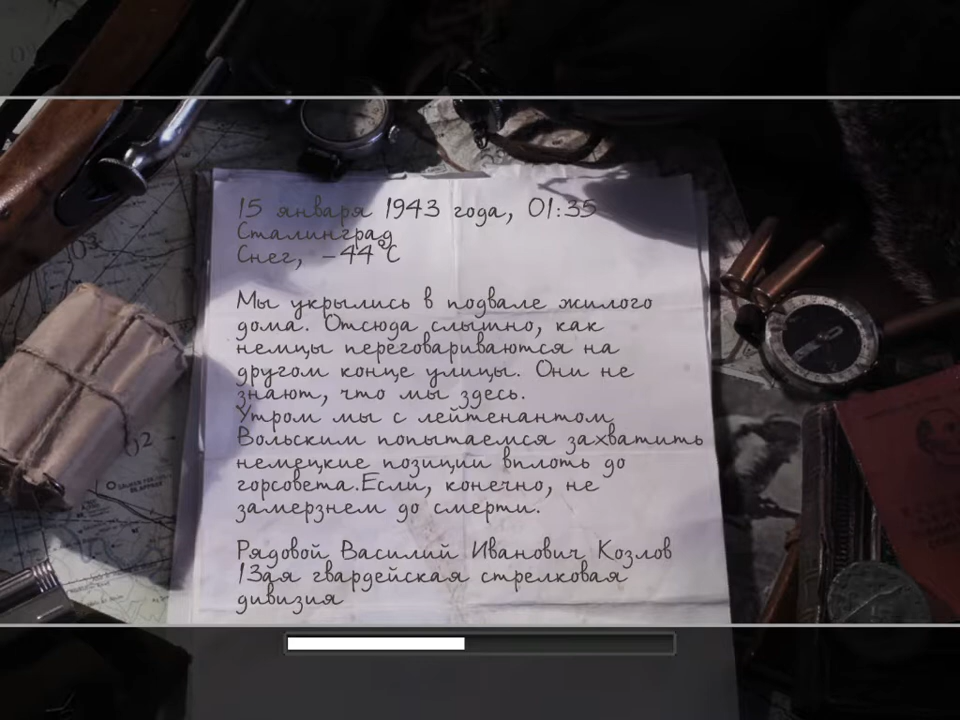 15 января 1943 года, 01:35
Сталинград
Снег, -44°C
Мы укрылись в подвале жилого
дома. Отсюда слышно, как
немцы переговариваются на
другом конце улицы. Они не
знают, что мы здесь.
Утром мы с лейтенантом
Вольским попытаемся захватить
немецкие позиции вплоть до
горсовета.Если, конечно, не
замерзнем до смерти.
Рядовой Василий Иванович Козлов
13ая гвардейская стрелковая
дивизия